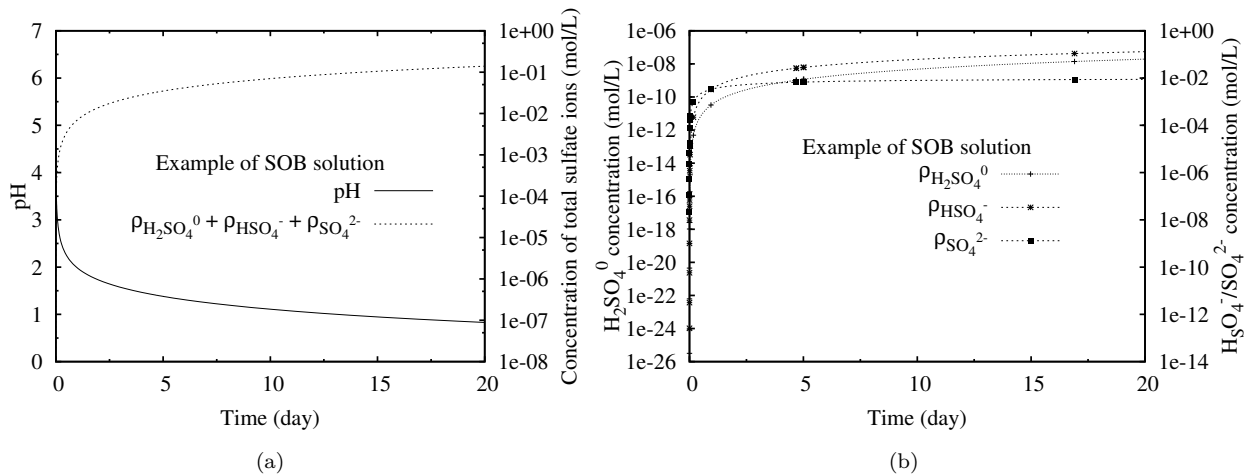 7
6
5
4
3
2
1
0
pH
1e+00
1e-01
1e-02
1e-03
1e-04
1e-05
1e-06
1e-07
1e-08
Concentration of total sulfate ions (mol/L)
Example of SOB solution
pH
ρH₂SO₄⁰ + ρHSO₄⁻ + ρSO₄²⁻
0 5 10 15 20
Time (day)
(a)
1e-06
1e-08
1e-10
1e-12
1e-14
1e-16
1e-18
1e-20
1e-22
1e-24
1e-26
H₂SO₄⁰ concentration (mol/L)
1e+00
1e-02
1e-04
1e-06
1e-08
1e-10
1e-12
1e-14
HSO₄⁻/SO₄²⁻ concentration (mol/L)
Example of SOB solution
ρH₂SO₄⁰
ρHSO₄⁻
ρSO₄²⁻
0 5 10 15 20
Time (day)
(b)